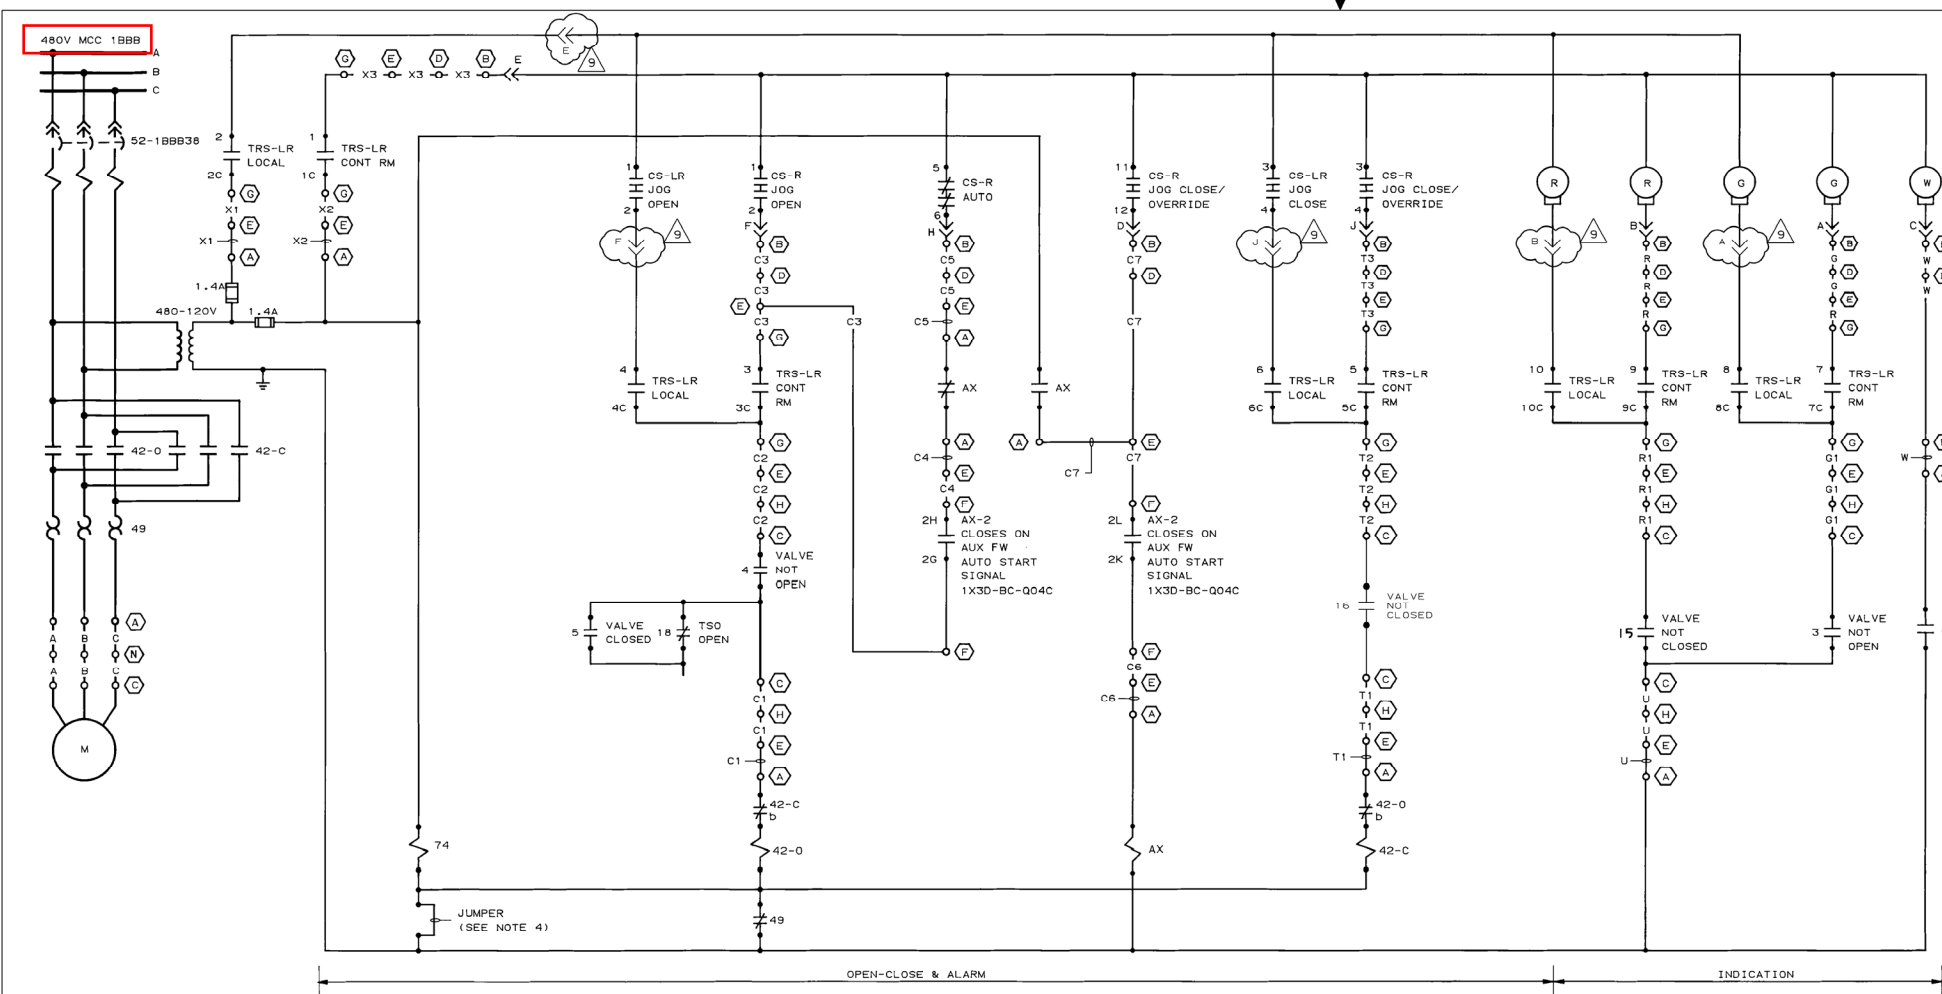 480V MCC 1BBB
A
B
C
52-1BBB38
2
TRS-LR
LOCAL
2C
G
X1
E
X1
A
1.4A
480-120V
1.4A
1
TRS-LR
CONT RM
1C
G
X2
E
X2
A
G X3 E X3 D X3 B E
E
9
42-O
42-C
49
A
A B C
N
A B C
C
M
74
JUMPER
(SEE NOTE 4)
1
CS-LR
JOG
OPEN
2
F
9
4
TRS-LR
LOCAL
4C
1
CS-R
JOG
OPEN
2
F
B
C3
D
C3
E
C3
C3
G
3
TRS-LR
CONT
RM
3C
G
C2
E
C2
H
C2
C
VALVE
4 NOT
OPEN
5
VALVE
CLOSED
18
TSO
OPEN
C
C1
H
C1
E
C1
A
42-C
b
42-O
49
5
CS-R
AUTO
6
H
B
C5
D
C5
E
C5
A
AX
A
C4
E
C4
F
2H AX-2
CLOSES ON
AUX FW
2G AUTO START
SIGNAL
1X3D-BC-Q04C
F
AX
A
C7
11
CS-R
JOG CLOSE/
OVERRIDE
12
D
B
C7
D
C7
E
C7
F
2L AX-2
CLOSES ON
AUX FW
2K AUTO START
SIGNAL
1X3D-BC-Q04C
F
C6
E
C6
A
AX
3
CS-LR
JOG
CLOSE
4
J
9
6
TRS-LR
LOCAL
6C
3
CS-R
JOG CLOSE/
OVERRIDE
4
J
B
T3
D
T3
E
T3
G
5
TRS-LR
CONT
RM
5C
G
T2
E
T2
H
T2
C
VALVE
16 NOT
CLOSED
C
T1
H
T1
E
T1
A
42-O
b
42-C
R
B
9
10
TRS-LR
LOCAL
10C
R
B
B
R
D
R
E
R
G
9
TRS-LR
CONT
RM
9C
G
R1
E
R1
H
R1
C
VALVE
15 NOT
CLOSED
C
U
H
U
E
U
A
G
A
9
8
TRS-LR
LOCAL
8C
G
A
B
G
D
G
E
R
G
7
TRS-LR
CONT
RM
7C
G
G1
E
G1
H
G1
C
VALVE
3 NOT
OPEN
W
C
W
W
W
OPEN-CLOSE & ALARM
INDICATION